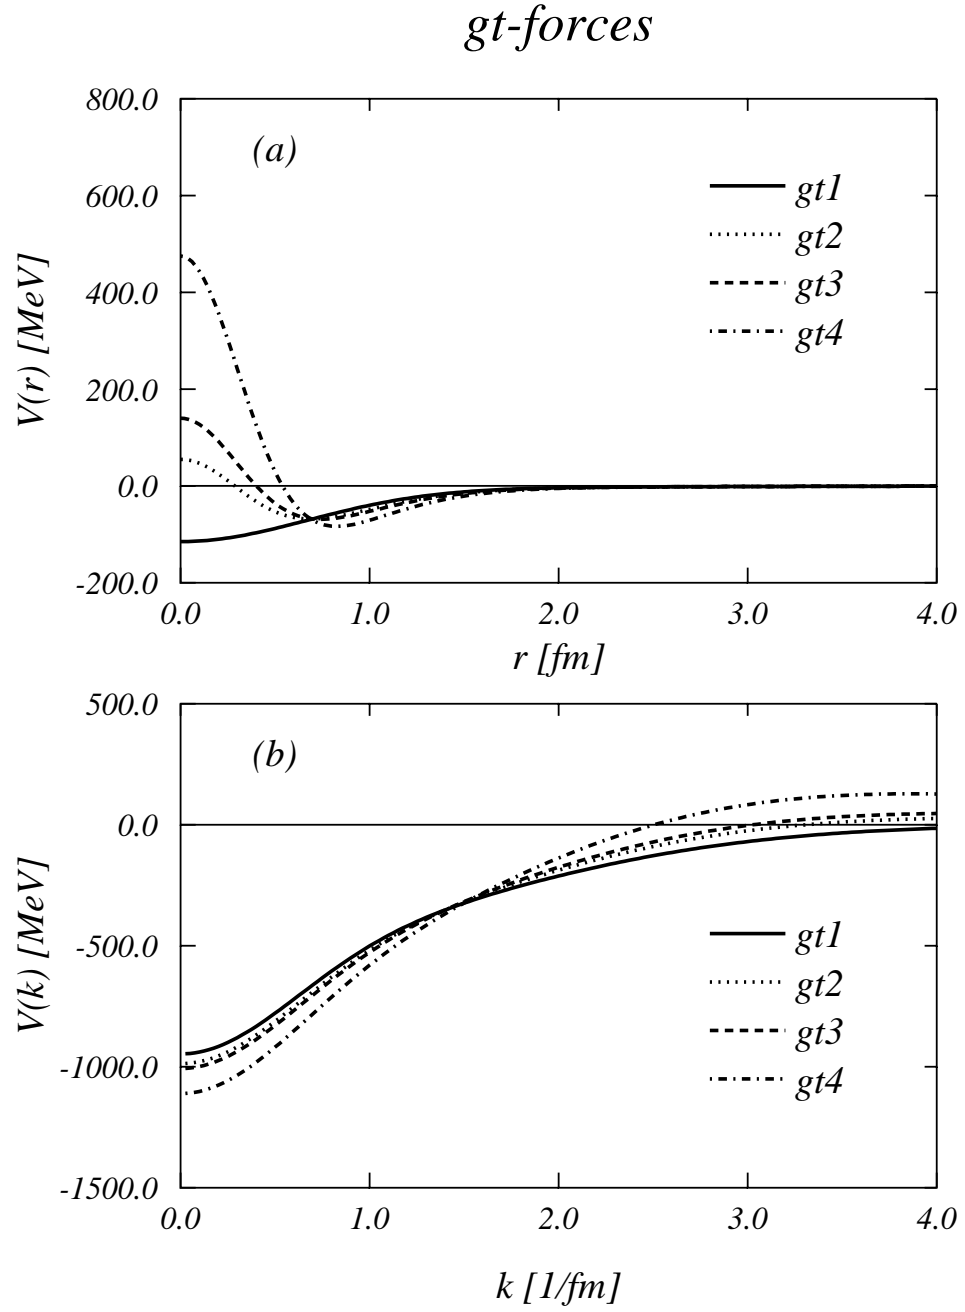 gt-forces
800.0
(a)
gt1
600.0
gt2
gt3
400.0
gt4
V(r) [MeV]
200.0
0.0
-200.0
0.0 1.0 2.0 3.0 4.0
r [fm]
500.0
(b)
0.0
V(k) [MeV]
gt1
-500.0
gt2
gt3
-1000.0
gt4
-1500.0
0.0 1.0 2.0 3.0 4.0
k [1/fm]